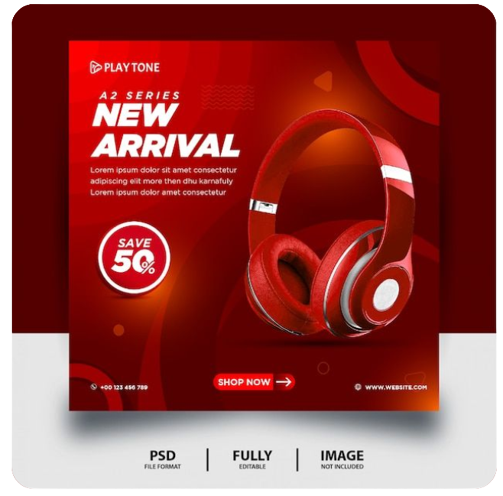 PLAYTONE
A2 SERIES
NEW
ARRIVAL
Lorem ipsum dolor sit amet consectetur
adipiscing elit more then dhu karnafuly
Lorem ipsum dolor sit amet consectetur
SAVE
50%
+00 123 456 789
SHOP NOW
WWW.WEBSITE.COM
PSD
FILE FORMAT
FULLY
EDITABLE
IMAGE
NOT INCLUDED